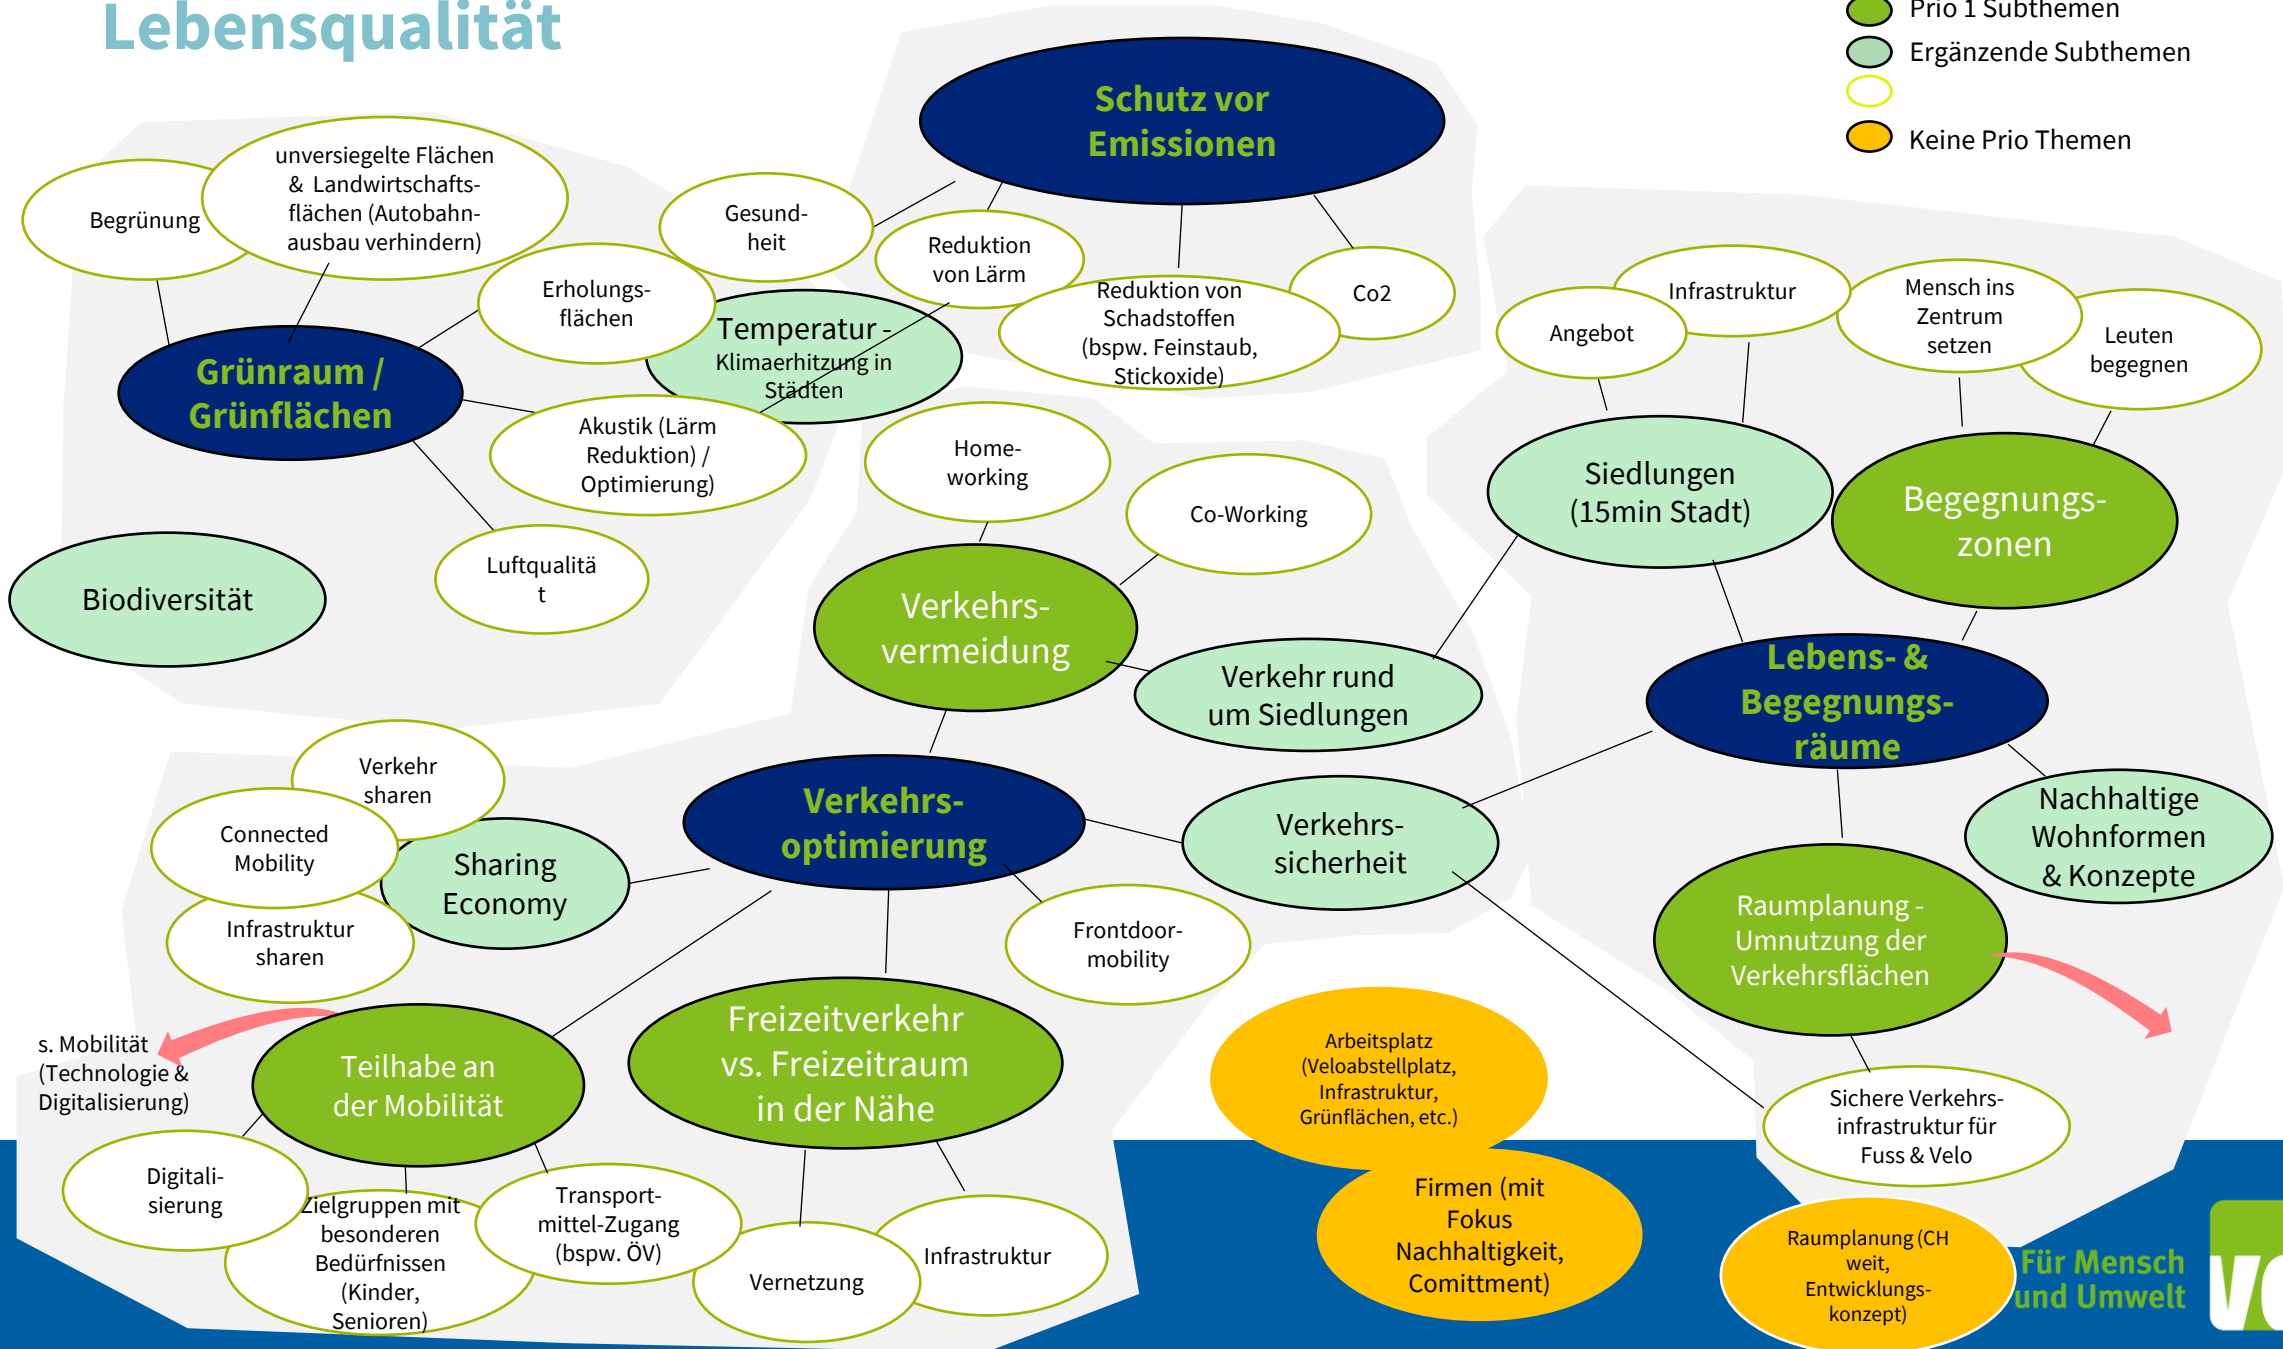 Lebensqualität
Prio 1 Subthemen
Ergänzende Subthemen
Keine Prio Themen
Schutz vor
Emissionen
Gesund-
heit
Reduktion
von Lärm
Reduktion von
Schadstoffen
(bspw. Feinstaub,
Stickoxide)
Co2
Begrünung
unversiegelte Flächen
& Landwirtschafts-
flächen (Autobahn-
ausbau verhindern)
Erholungs-
flächen
Temperatur -
Klimaerhitzung in
Städten
Grünraum /
Grünflächen
Akustik (Lärm
Reduktion) /
Optimierung)
Luftqualitä
t
Biodiversität
Angebot
Infrastruktur
Mensch ins
Zentrum
setzen
Leuten
begegnen
Siedlungen
(15min Stadt)
Begegnungs-
zonen
Lebens- &
Begegnungs-
räume
Nachhaltige
Wohnformen
& Konzepte
Raumplanung -
Umnutzung der
Verkehrsflächen
Sichere Verkehrs-
infrastruktur für
Fuss & Velo
Home-
working
Co-Working
Verkehrs-
vermeidung
Verkehr rund
um Siedlungen
Verkehrs-
optimierung
Verkehrs-
sicherheit
Frontdoor-
mobility
Verkehr
sharen
Connected
Mobility
Infrastruktur
sharen
Sharing
Economy
s. Mobilität
(Technologie &
Digitalisierung)
Teilhabe an
der Mobilität
Digitali-
sierung
Zielgruppen mit
besonderen
Bedürfnissen
(Kinder,
Senioren)
Transport-
mittel-Zugang
(bspw. ÖV)
Freizeitverkehr
vs. Freizeitraum
in der Nähe
Vernetzung
Infrastruktur
Arbeitsplatz
(Veloabstellplatz,
Infrastruktur,
Grünflächen, etc.)
Firmen (mit
Fokus
Nachhaltigkeit,
Comittment)
Raumplanung (CH
weit,
Entwicklungs-
konzept)
Für Mensch
und Umwelt